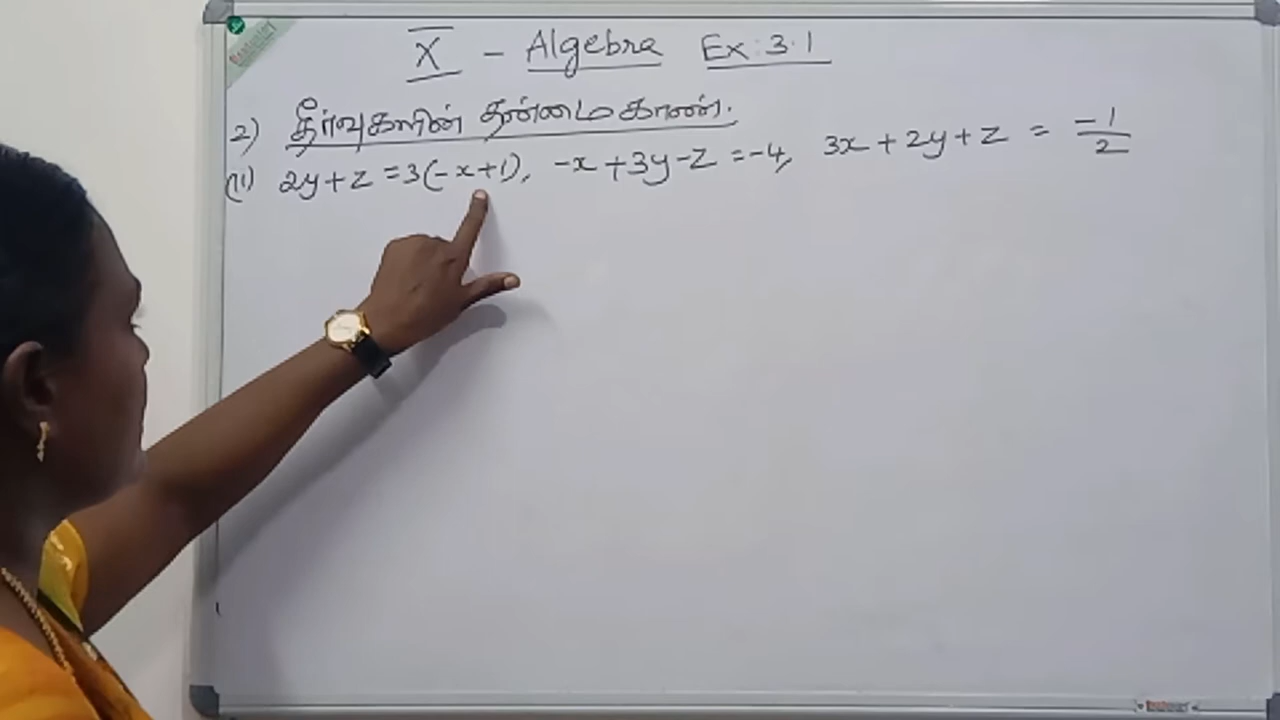 X - Algebra Ex: 3.1
2) தீர்வுகளின் தன்மை காண்.
(ii) 2y+z = 3(-x+1), -x+3y-z = -4, 3x+2y+z = -1/2